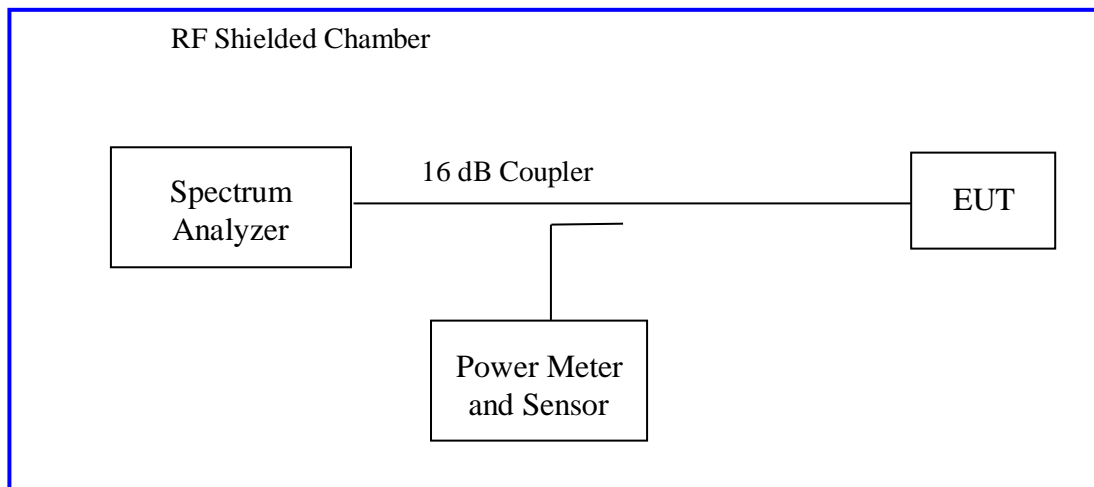 RF Shielded Chamber
16 dB Coupler
Spectrum
Analyzer
EUT
Power Meter
and Sensor